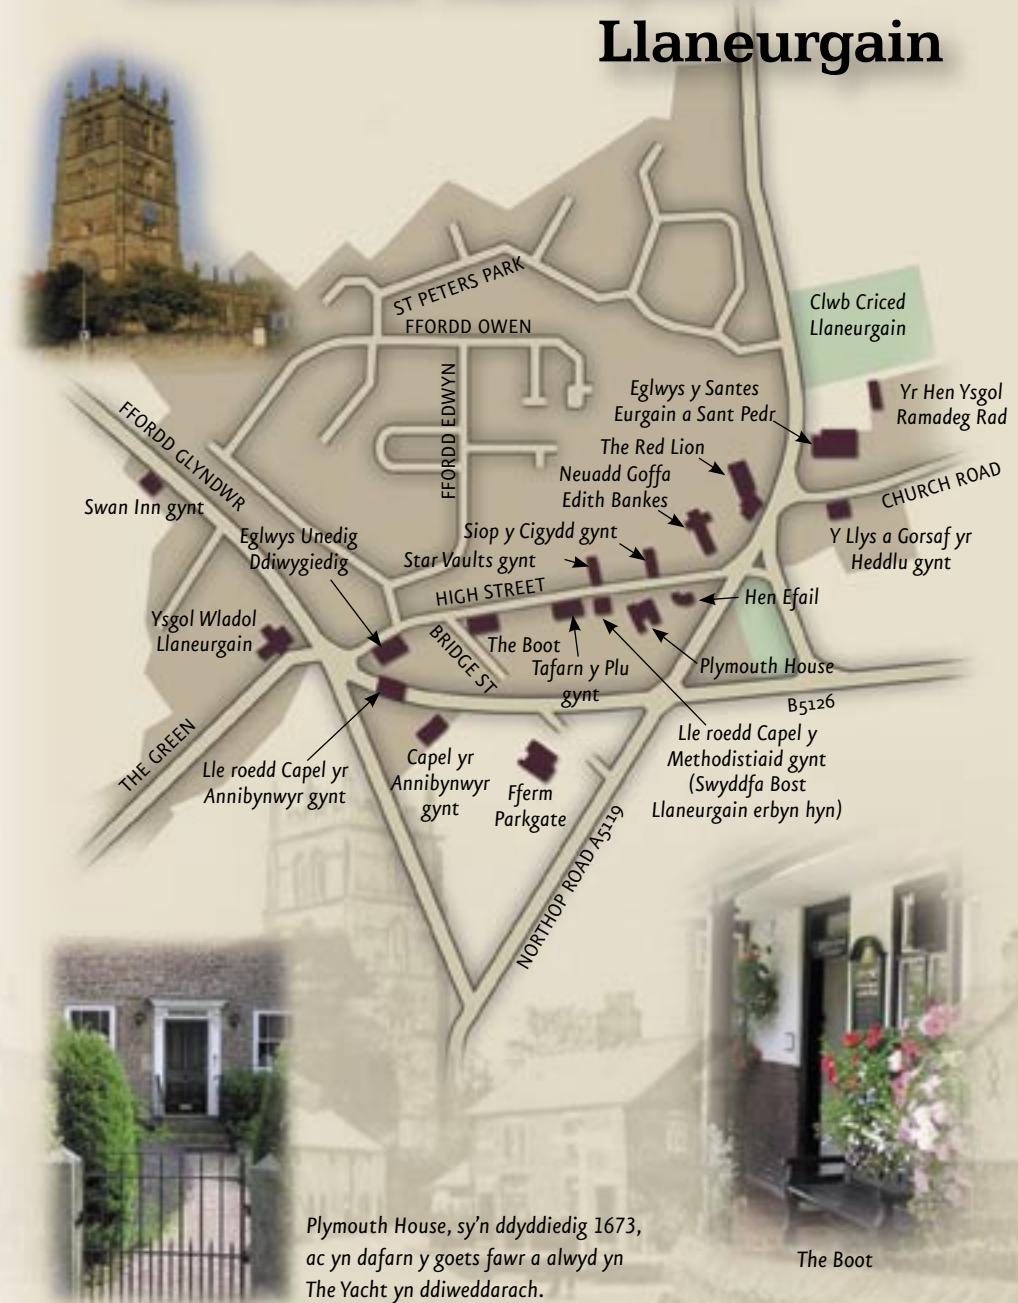 Llaneurgain
ST PETERS PARK
FFORDD OWEN
FFORDD EDWYN
Clwb Criced
Llaneurgain
Yr Hen Ysgol
Ramadeg Rad
Eglwys y Santes
Eurgain a Sant Pedr
The Red Lion
Neuadd Goffa
Edith Bankes
FFORDD GLYNDWR
Swan Inn gynt
CHURCH ROAD
Y Llys a Gorsaf yr
Heddlu gynt
Eglwys Unedig
Ddiwygiedig
Siop y Cigydd gynt
Star Vaults gynt
HIGH STREET
Hen Efail
Ysgol Wladol
Llaneurgain
BRIDGE ST
The Boot
Tafarn y Plu
gynt
Plymouth House
B5126
THE GREEN
Lle roedd Capel yr
Annibynwyr gynt
Capel yr
Annibynwyr
gynt
Fferm
Parkgate
Lle roedd Capel y
Methodistiaid gynt
(Swyddfa Bost
Llaneurgain erbyn hyn)
NORTHOP ROAD A5119
Plymouth House, sy'n ddyddiedig 1673,
ac yn dafarn y goets fawr a alwyd yn
The Yacht yn ddiweddarach.
The Boot